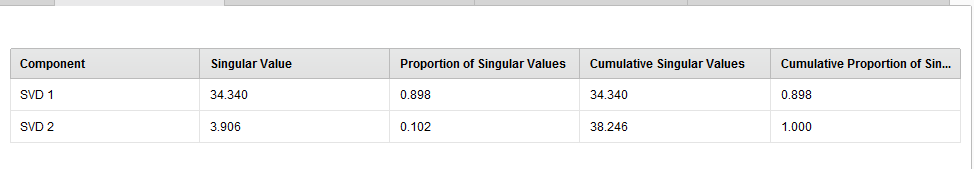 Component Singular Value Proportion of Singular Values Cumulative Singular Values Cumulative Proportion of Sin...
SVD 1 34.340 0.898 34.340 0.898
SVD 2 3.906 0.102 38.246 1.000